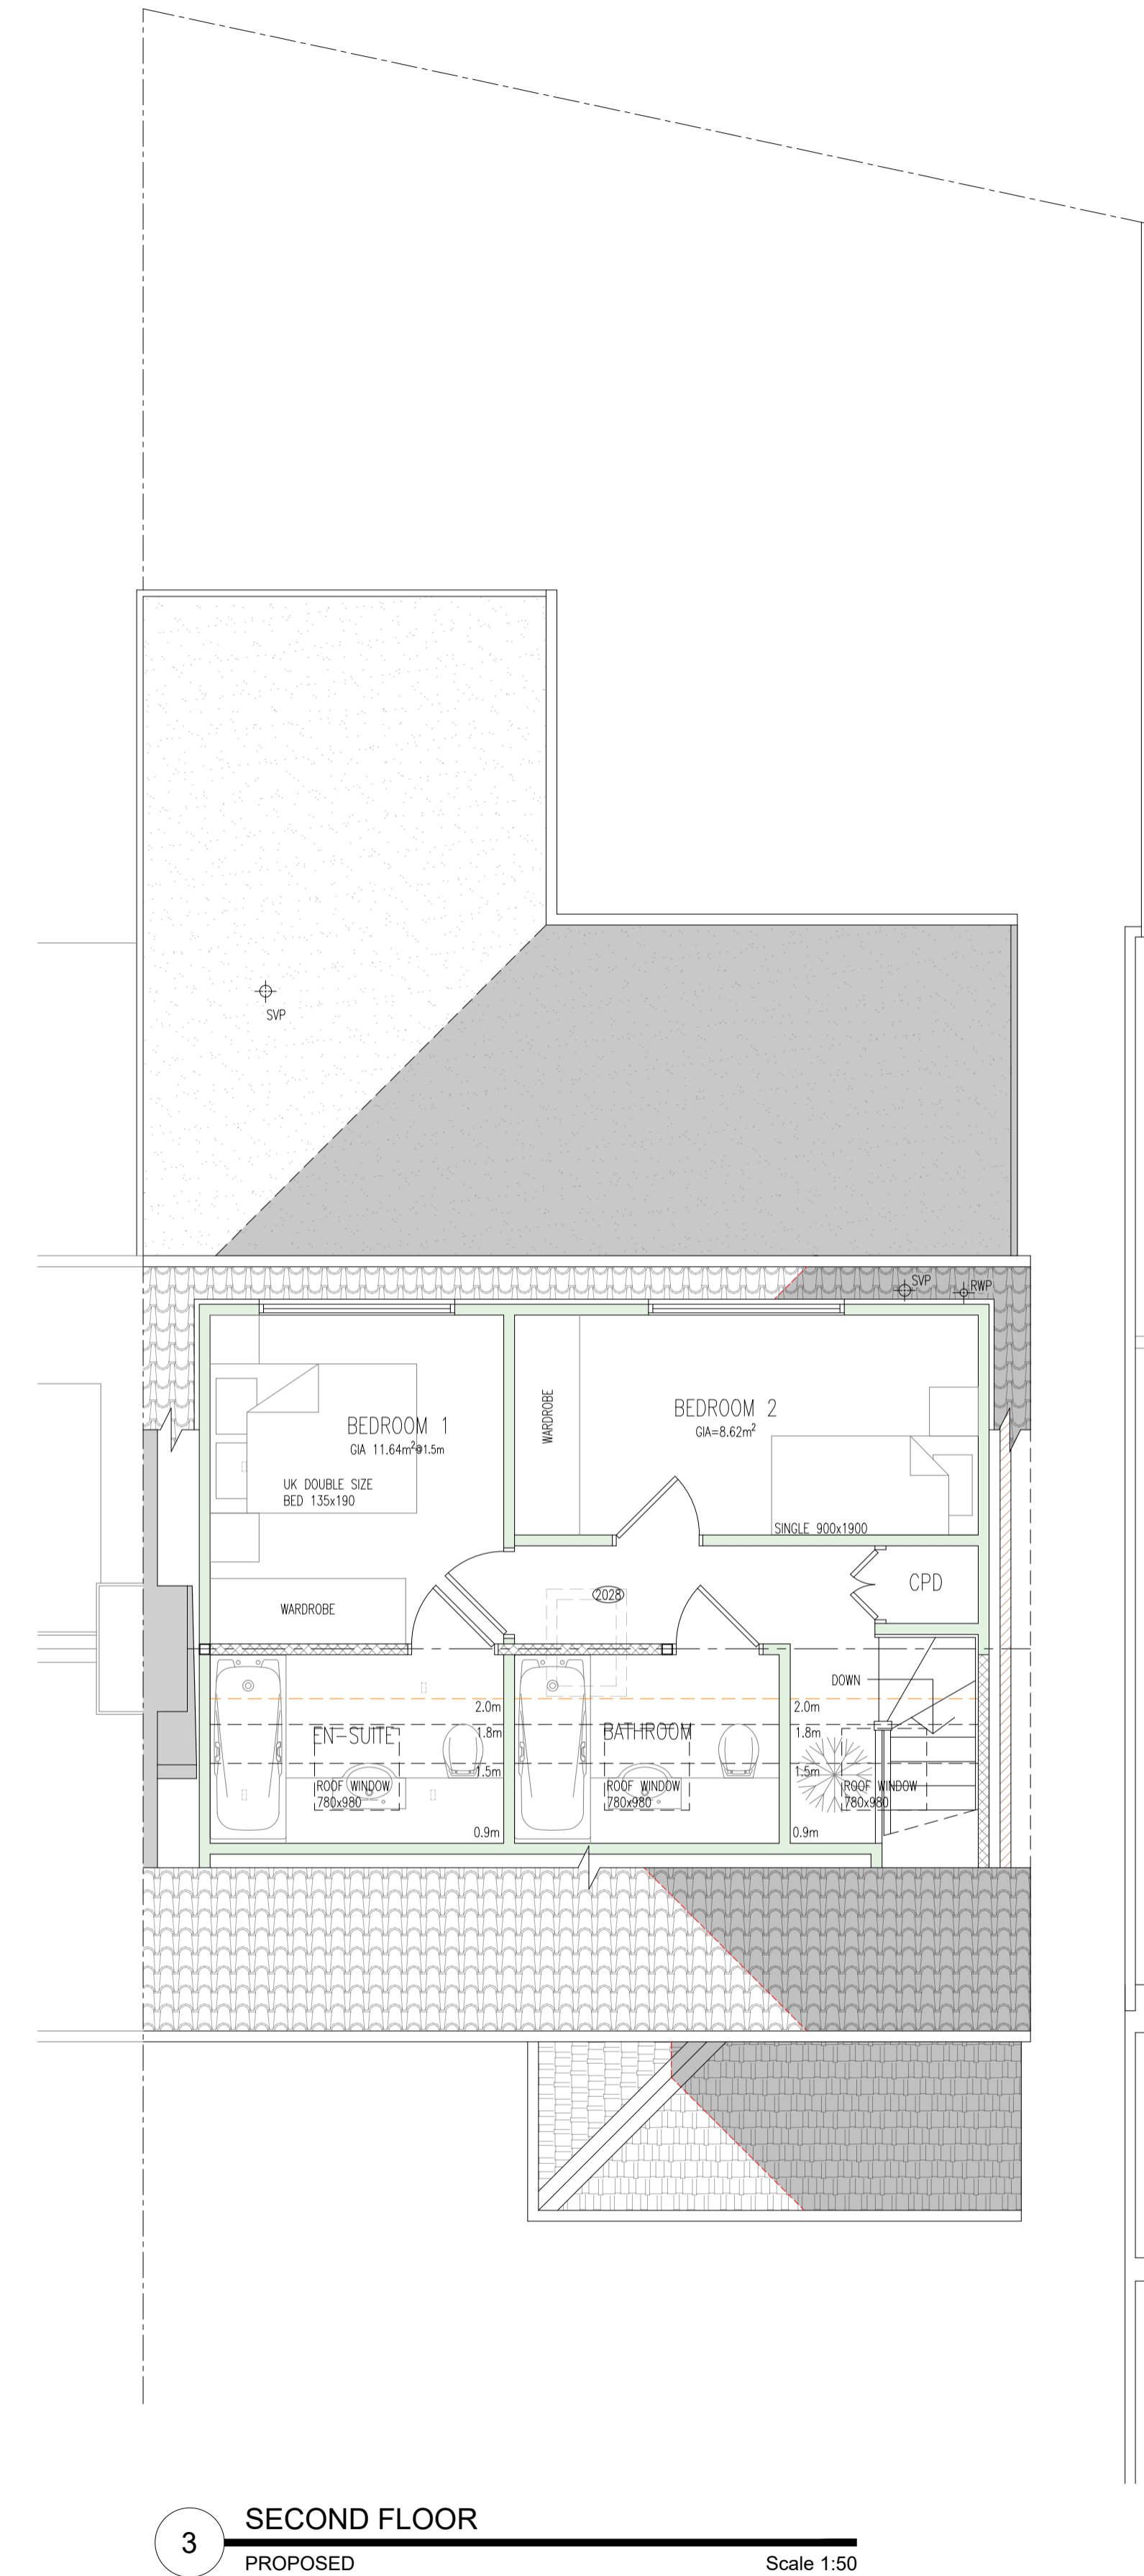 SVP
SVP
RWP
BEDROOM 1
GIA 11.64m²@1.5m
UK DOUBLE SIZE
BED 135x190
WARDROBE
WARDROBE
BEDROOM 2
GIA=8.62m²
SINGLE 900x1900
2028
CPD
DOWN
2.0m
1.8m
1.5m
0.9m
EN-SUITE
ROOF WINDOW
780x980
BATHROOM
ROOF WINDOW
780x980
2.0m
1.8m
1.5m
0.9m
ROOF WINDOW
780x980
3
SECOND FLOOR
PROPOSED
Scale 1:50